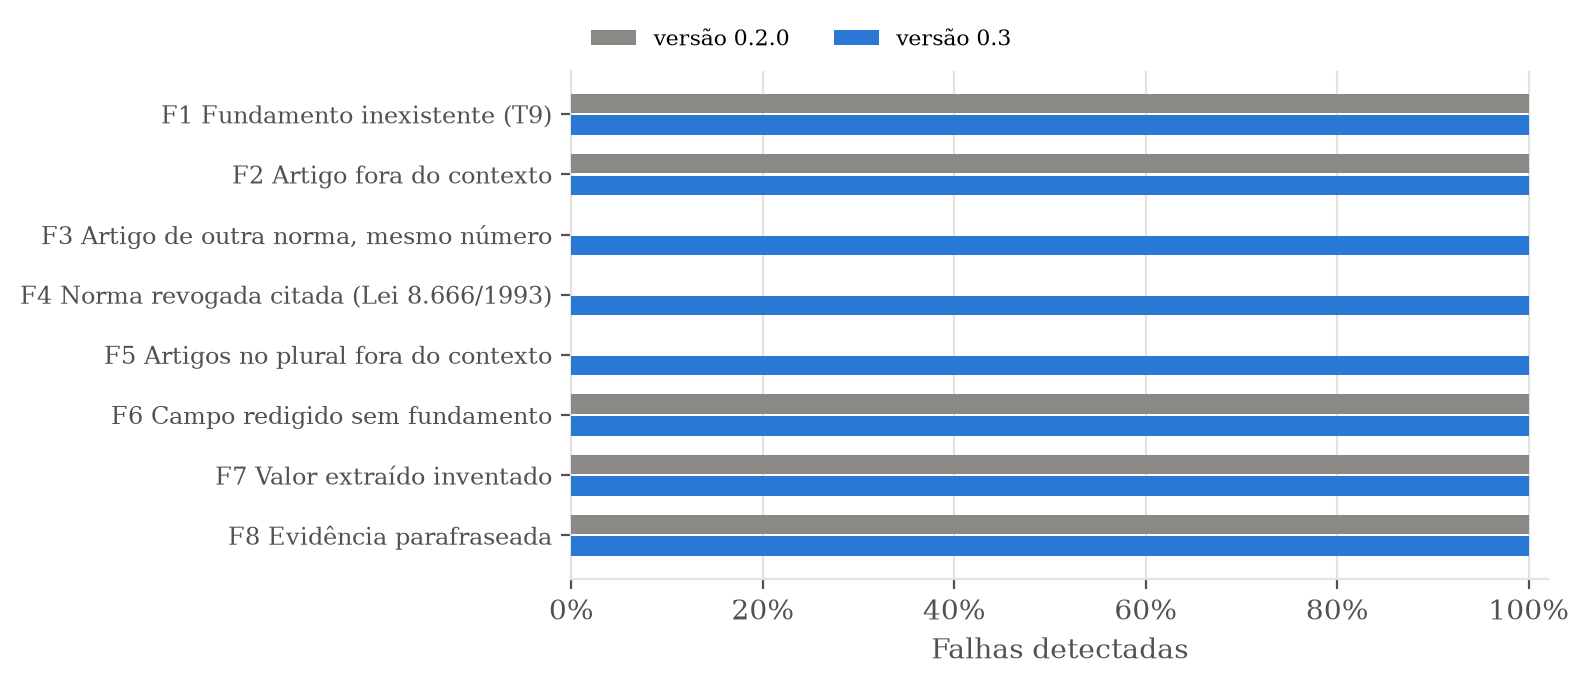 versão 0.2.0 versão 0.3
F1 Fundamento inexistente (T9)
F2 Artigo fora do contexto
F3 Artigo de outra norma, mesmo número
F4 Norma revogada citada (Lei 8.666/1993)
F5 Artigos no plural fora do contexto
F6 Campo redigido sem fundamento
F7 Valor extraído inventado
F8 Evidência parafraseada
0% 20% 40% 60% 80% 100%
Falhas detectadas